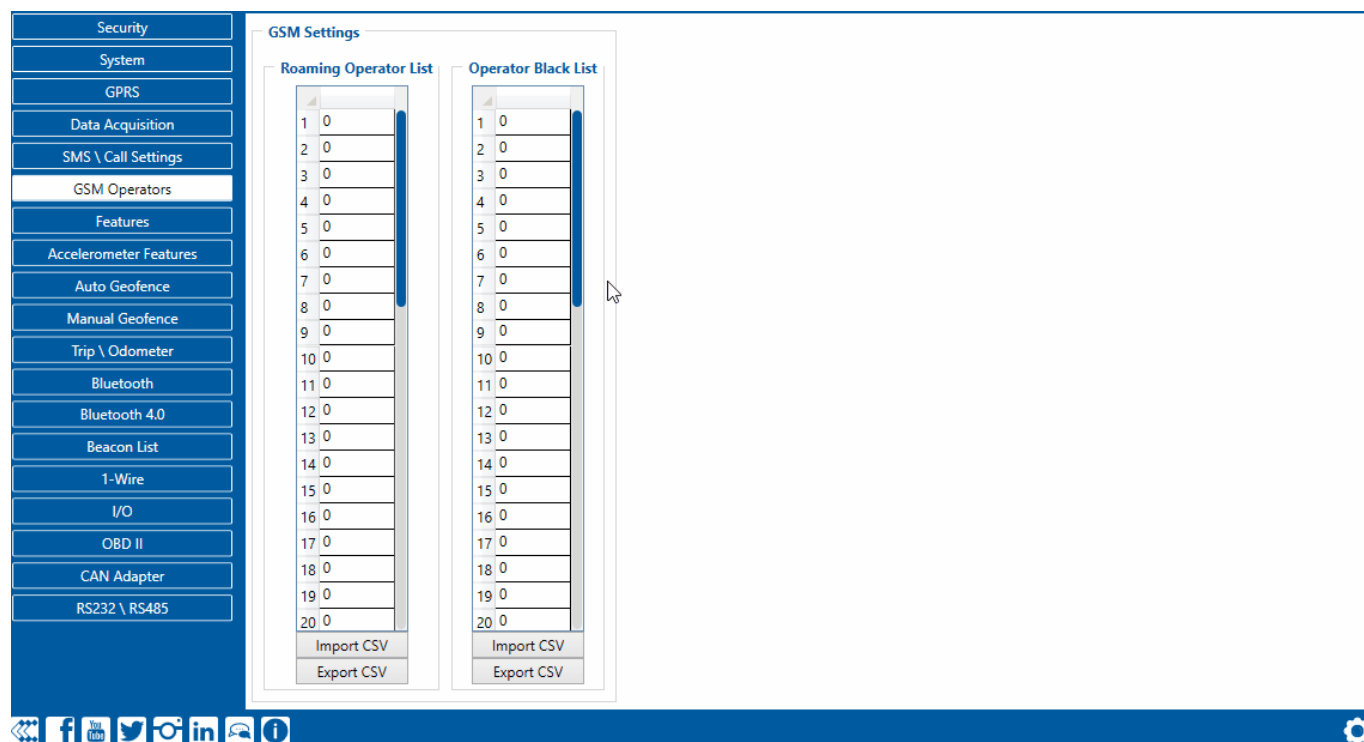 Security
System
GPRS
Data Acquisition
SMS \ Call Settings
GSM Operators
Features
Accelerometer Features
Auto Geofence
Manual Geofence
Trip \ Odometer
Bluetooth
Bluetooth 4.0
Beacon List
1-Wire
I/O
OBD II
CAN Adapter
RS232 \ RS485
GSM Settings
Roaming Operator List
1 0
2 0
3 0
4 0
5 0
6 0
7 0
8 0
9 0
10 0
11 0
12 0
13 0
14 0
15 0
16 0
17 0
18 0
19 0
20 0
Import CSV
Export CSV
Operator Black List
1 0
2 0
3 0
4 0
5 0
6 0
7 0
8 0
9 0
10 0
11 0
12 0
13 0
14 0
15 0
16 0
17 0
18 0
19 0
20 0
Import CSV
Export CSV
f You Tube in i